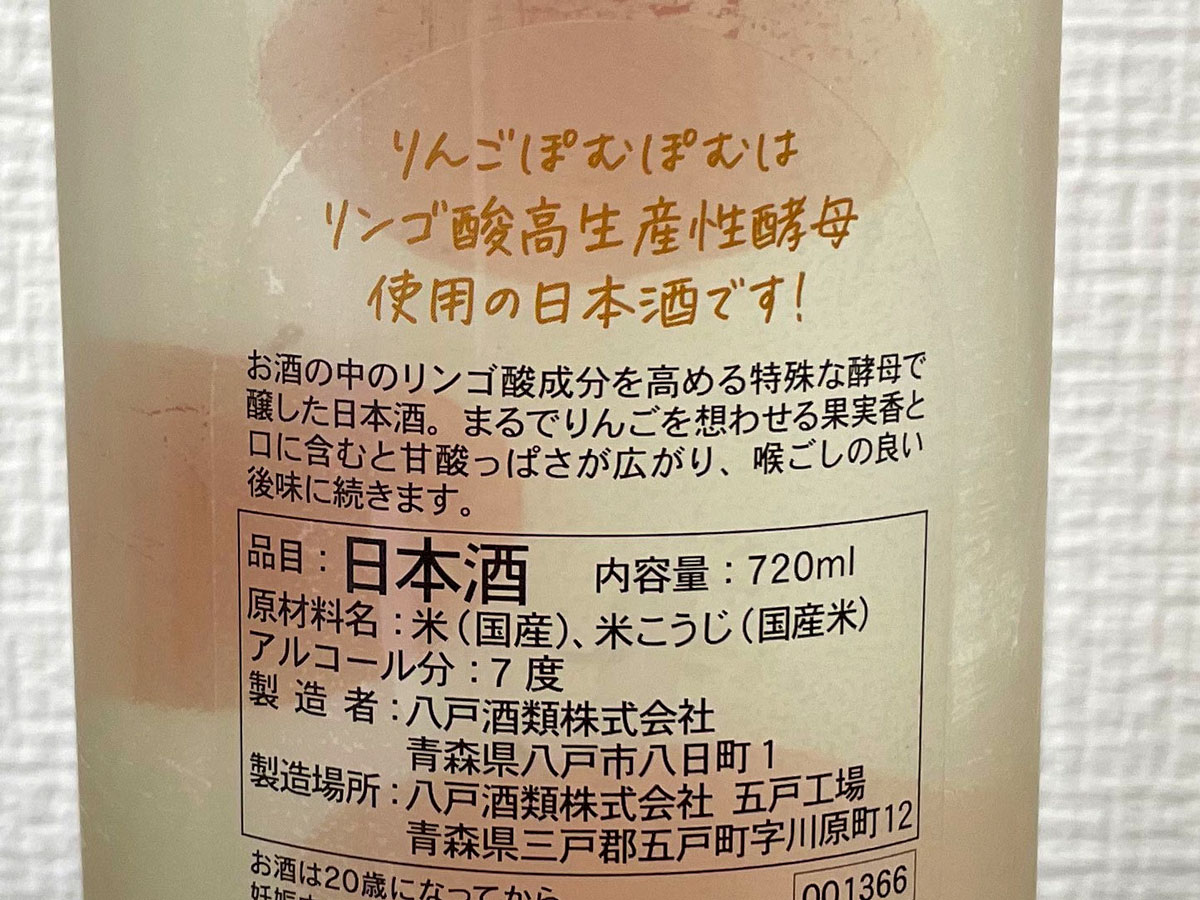 りんごぽむぽむは
リンゴ酸高生産性酵母
使用の日本酒です!
お酒の中のリンゴ酸成分を高める特殊な酵母で
醸した日本酒。まるでりんごを想わせる果実香と
口に含むと甘酸っぱさが広がり、喉ごしの良い
後味に続きます。
品目:日本酒 内容量:720ml
原材料名:米(国産)、米こうじ(国産米)
アルコール分:7度
製造者:八戸酒類株式会社
青森県八戸市八日町1
製造場所:八戸酒類株式会社 五戸工場
青森県三戸郡五戸町字川原町12
お酒は20歳になってから
001366